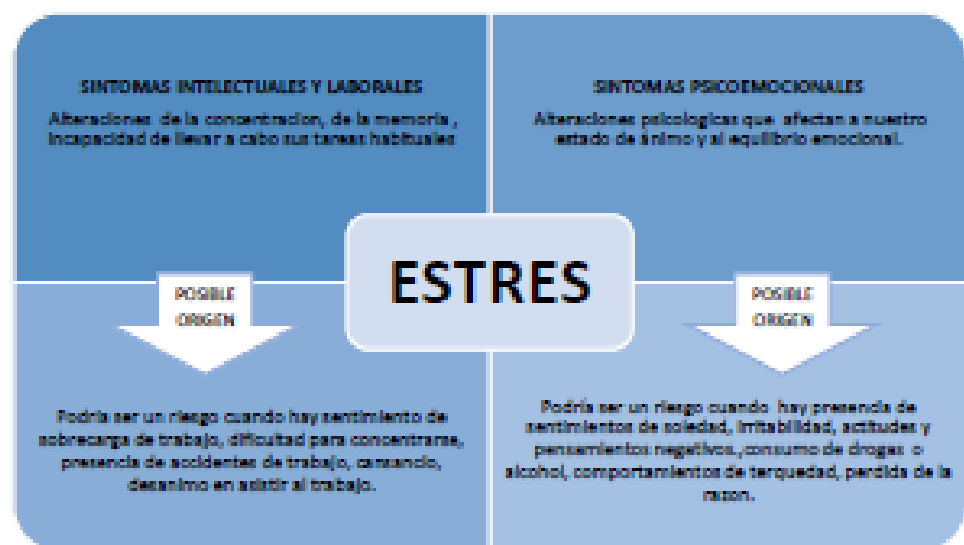 SINTOMAS INTELECTUALES Y LABORALES
Alteraciones de la concentracion, de la memoria ,
incapacidad de llevar a cabo sus tareas habituales
SINTOMAS PSICOEMOCIONALES
Alteraciones psicologicas que afectan a nuestro
estado de ánimo y al equilibrio emocional.
ESTRES
POSIBLE
ORIGEN
Podría ser un riesgo cuando hay sentimiento de
sobrecarga de trabajo, dificultad para concentrarse,
presencia de accidentes de trabajo, cansancio,
desanimo en asistir al trabajo.
POSIBLE
ORIGEN
Podría ser un riesgo cuando hay presencia de
sentimientos de soledad, irritabilidad, actitudes y
pensamientos negativos,,consumo de drogas o
alcohol, comportamientos de terquedad, perdida de la
razon.